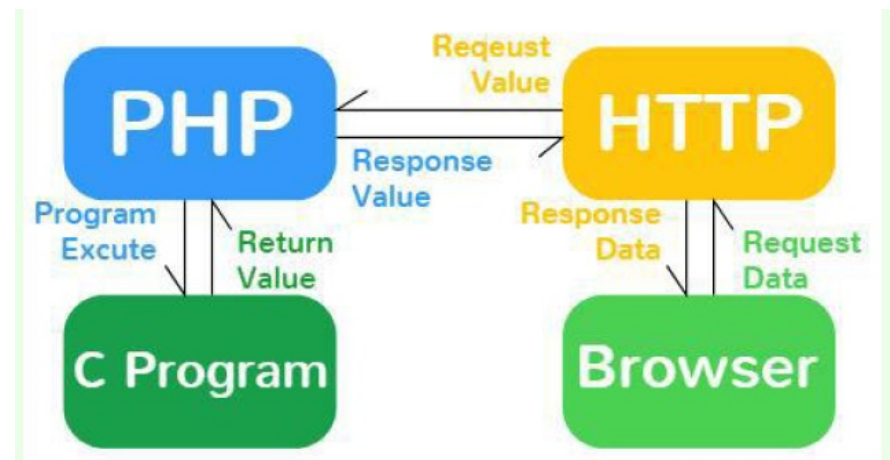 Reqeust
Value
PHP
HTTP
Response
Value
Program
Excute
Return
Value
Response
Data
Request
Data
C Program
Browser